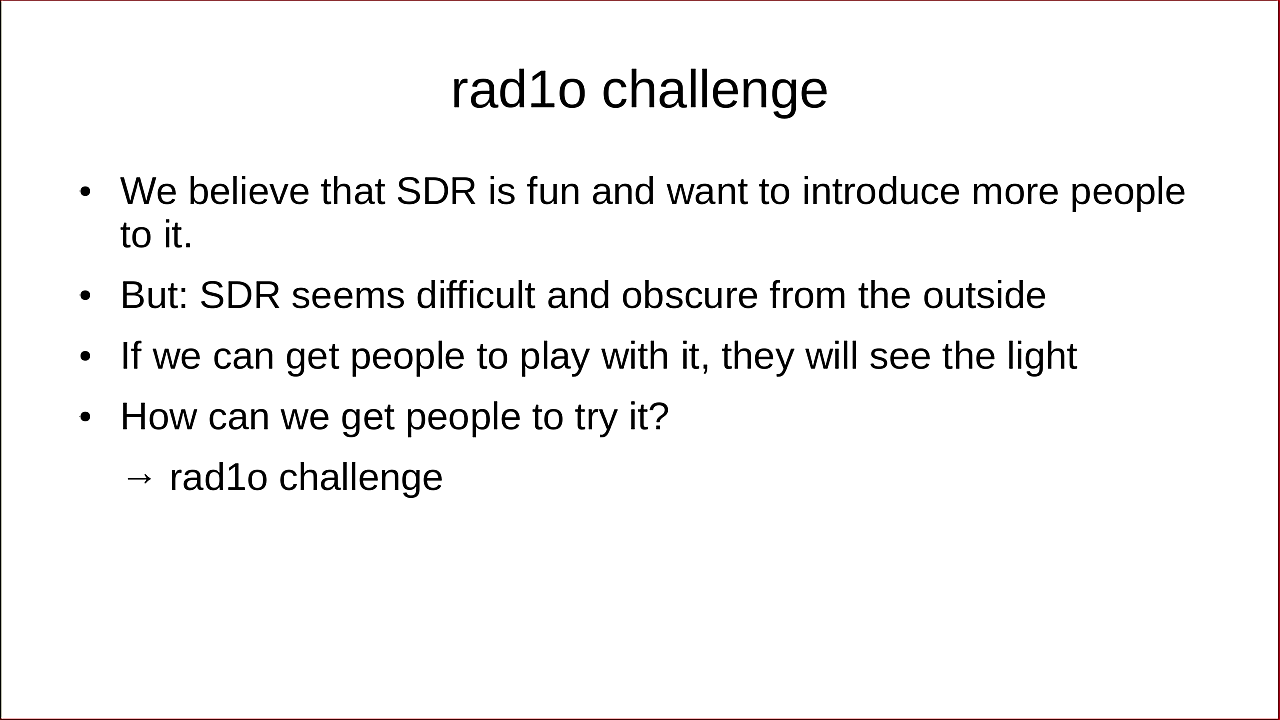 rad1o challenge
• We believe that SDR is fun and want to introduce more people
to it.
• But: SDR seems difficult and obscure from the outside
• If we can get people to play with it, they will see the light
• How can we get people to try it?
→ rad1o challenge